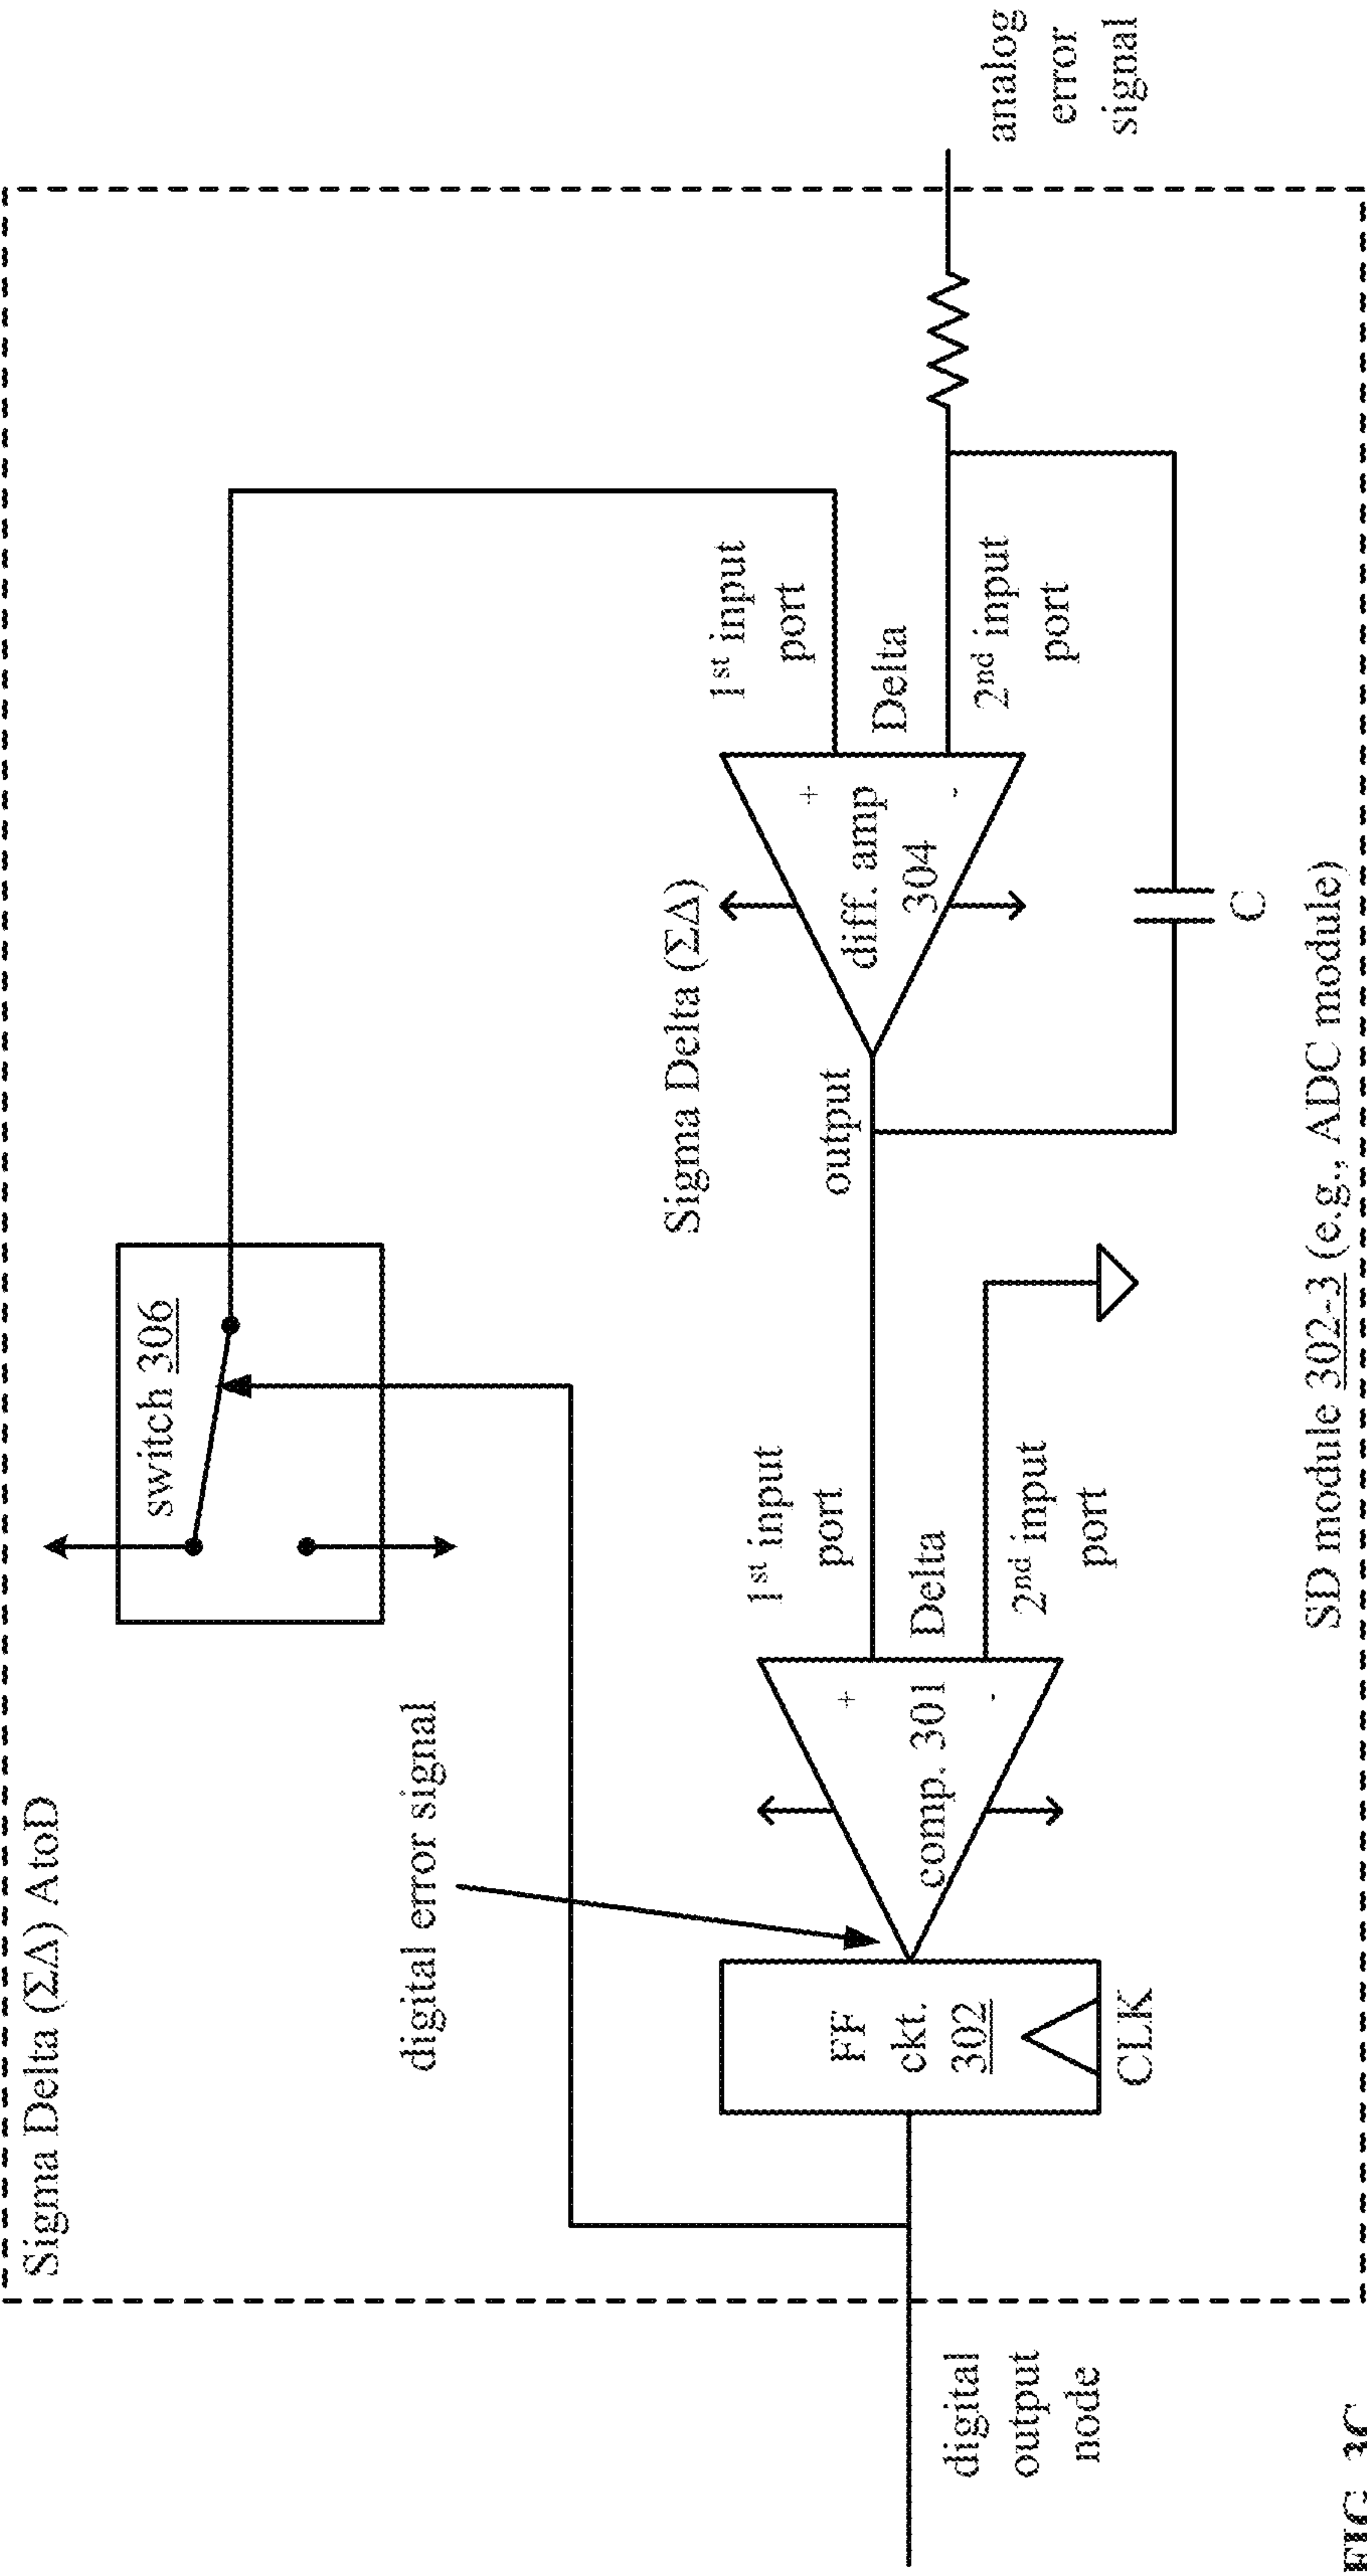 Sigma Delta (ΣΔ) AtoD
switch 306
digital error signal
Sigma Delta (ΣΔ)
1st input
port
Delta
2nd input
port
+
-
diff. amp
304
output
C
analog
error
signal
1st input
port
Delta
2nd input
port
+
-
comp. 301
FF
ckt.
302
CLK
digital
output
node
SD module 302-3 (e.g., ADC module)
FIG. 3C